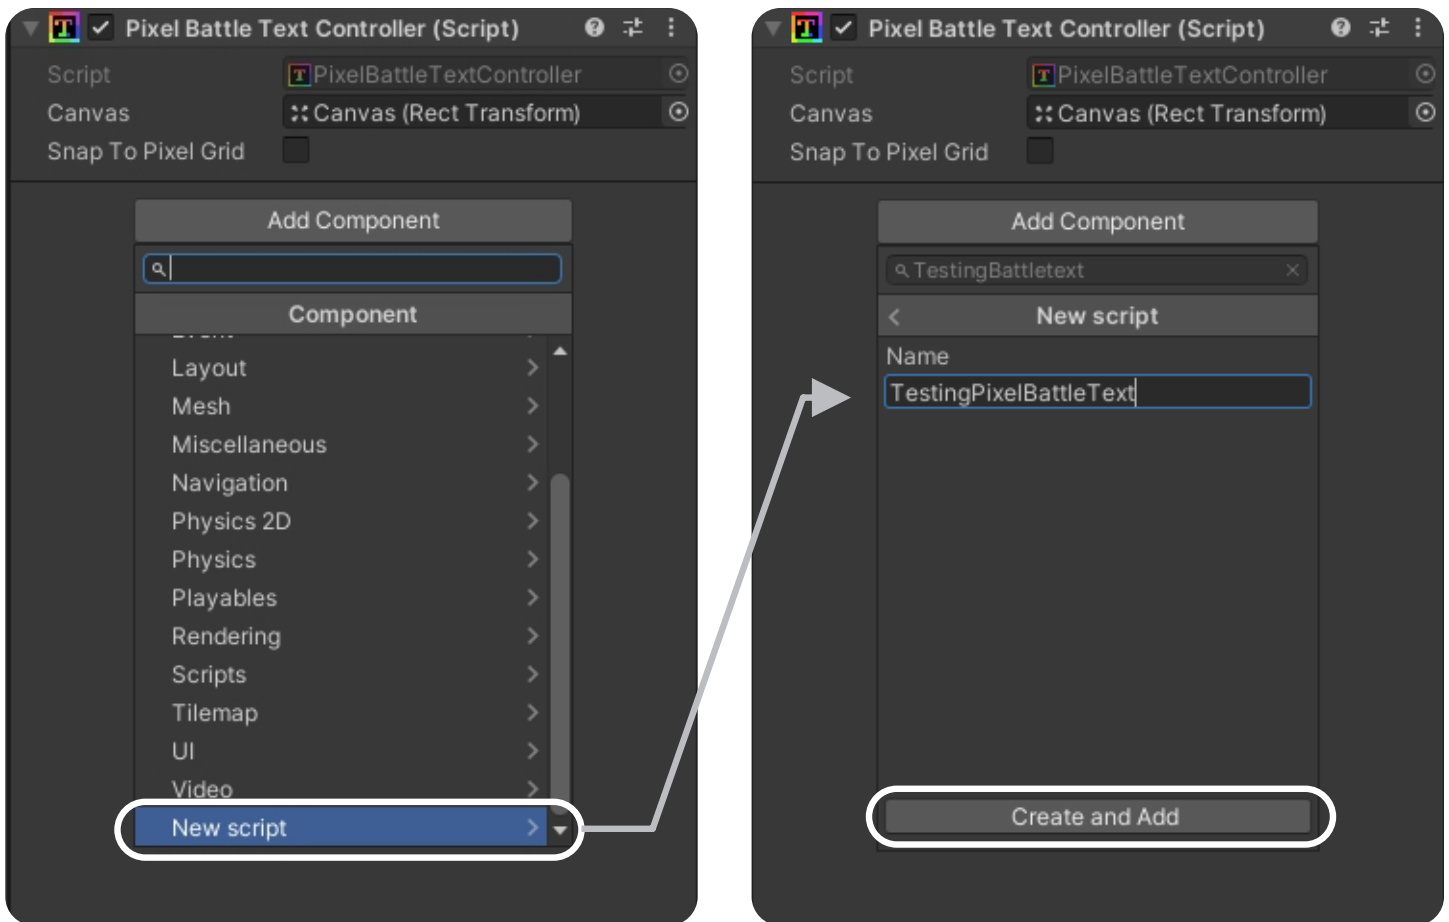 Pixel Battle Text Controller (Script)
Script
PixelBattleTextController
Canvas
Canvas (Rect Transform)
Snap To Pixel Grid
Add Component
Component
Layout
Mesh
Miscellaneous
Navigation
Physics 2D
Physics
Playables
Rendering
Scripts
Tilemap
UI
Video
New script
Pixel Battle Text Controller (Script)
Script
PixelBattleTextController
Canvas
Canvas (Rect Transform)
Snap To Pixel Grid
Add Component
TestingBattletext
New script
Name
TestingPixelBattleText
Create and Add